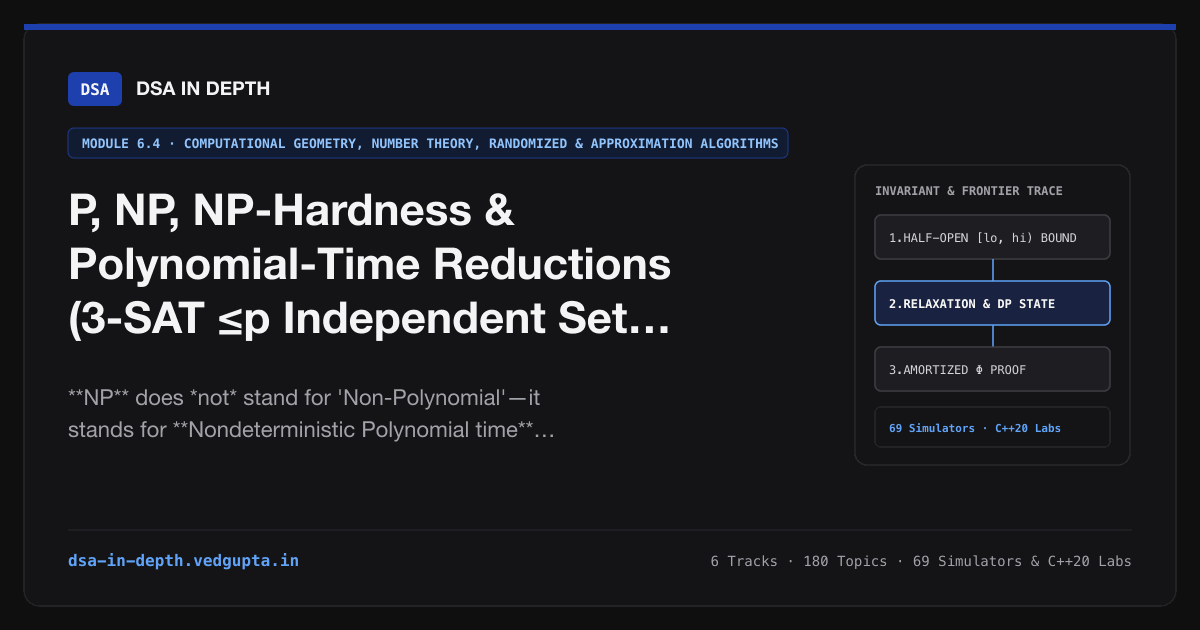 DSA
DSA IN DEPTH
MODULE 6.4 · COMPUTATIONAL GEOMETRY, NUMBER THEORY, RANDOMIZED & APPROXIMATION ALGORITHMS
P, NP, NP-Hardness &
Polynomial-Time Reductions
(3-SAT ≤p Independent Set...
**NP** does *not* stand for 'Non-Polynomial'—it
stands for **Nondeterministic Polynomial time**...
INVARIANT & FRONTIER TRACE
1.HALF-OPEN [lo, hi) BOUND
2.RELAXATION & DP STATE
3.AMORTIZED Φ PROOF
69 Simulators · C++20 Labs
dsa-in-depth.vedgupta.in
6 Tracks · 180 Topics · 69 Simulators & C++20 Labs